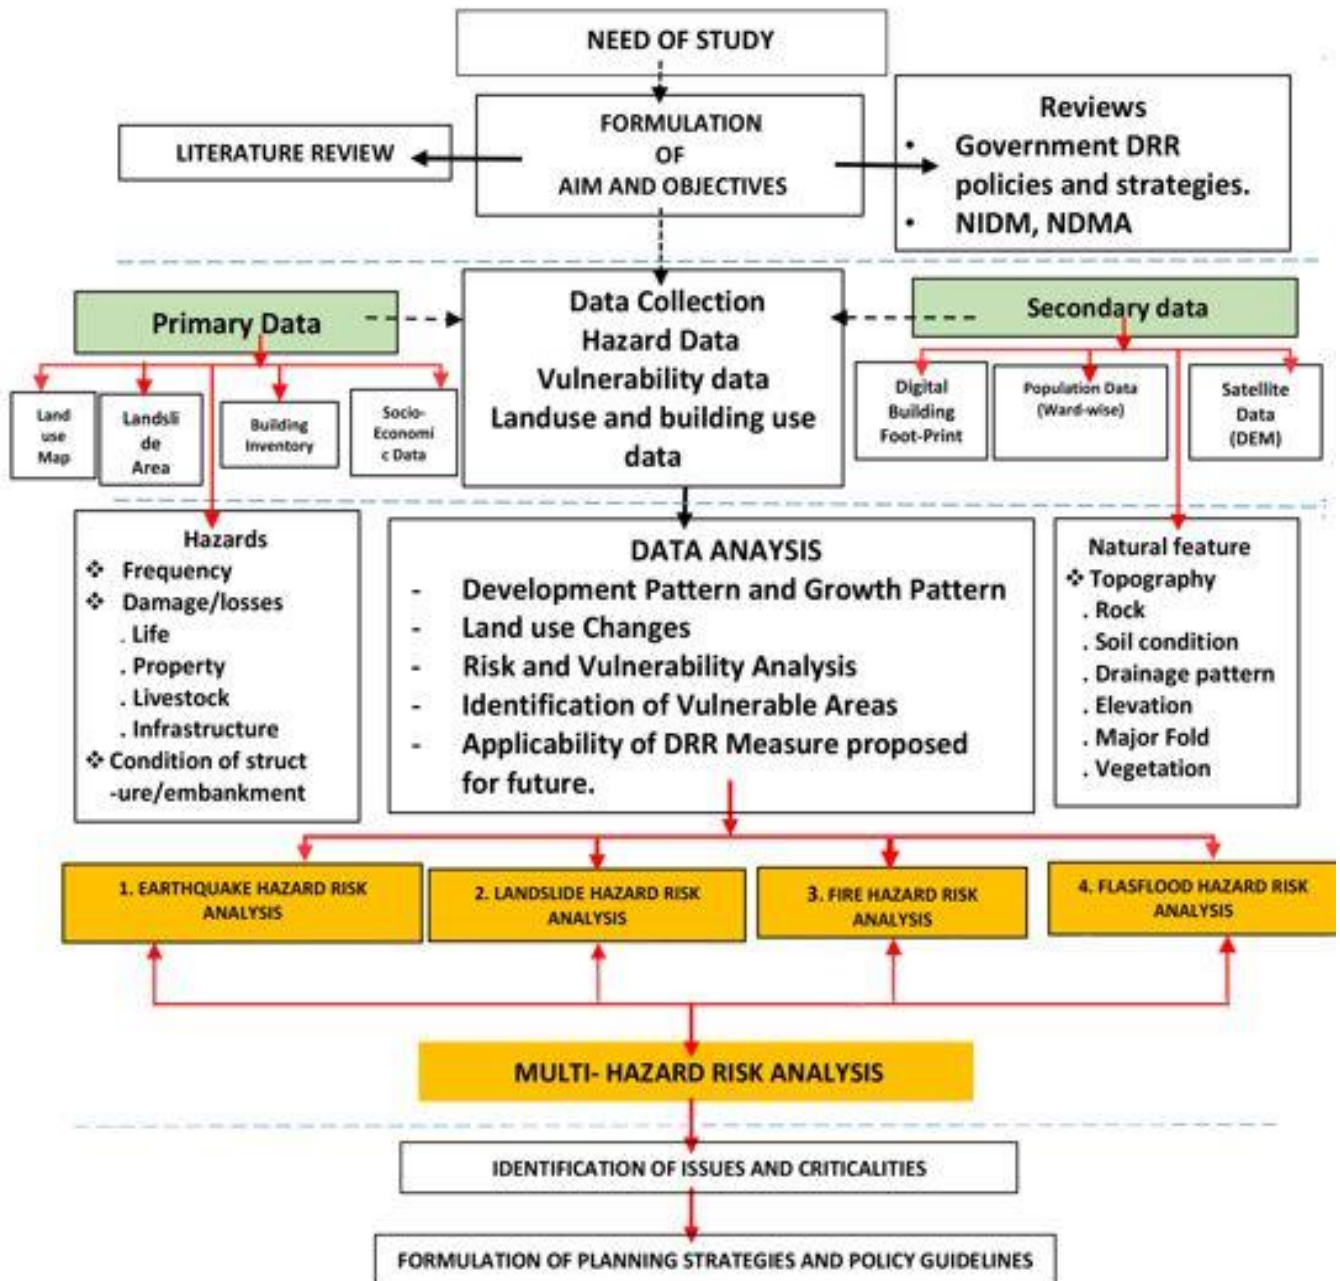 NEED OF STUDY
FORMULATION
OF
AIM AND OBJECTIVES
LITERATURE REVIEW
Reviews
• Government DRR
policies and strategies.
• NIDM, NDMA
Primary Data
Data Collection
Hazard Data
Vulnerability data
Landuse and building use
data
Secondary data
Land
use
Map
Landsli
de
Area
Building
Inventory
Socio-
Economi
c Data
Digital
Building
Foot-Print
Population Data
(Ward-wise)
Satellite
Data
(DEM)
Hazards
❖ Frequency
❖ Damage/losses
. Life
. Property
. Livestock
. Infrastructure
❖ Condition of struct
-ure/embankment
DATA ANAYSIS
- Development Pattern and Growth Pattern
- Land use Changes
- Risk and Vulnerability Analysis
- Identification of Vulnerable Areas
- Applicability of DRR Measure proposed
for future.
Natural feature
❖ Topography
. Rock
. Soil condition
. Drainage pattern
. Elevation
. Major Fold
. Vegetation
1. EARTHQUAKE HAZARD RISK
ANALYSIS
2. LANDSLIDE HAZARD RISK
ANALYSIS
3. FIRE HAZARD RISK
ANALYSIS
4. FLASFLOOD HAZARD RISK
ANALYSIS
MULTI- HAZARD RISK ANALYSIS
IDENTIFICATION OF ISSUES AND CRITICALITIES
FORMULATION OF PLANNING STRATEGIES AND POLICY GUIDELINES